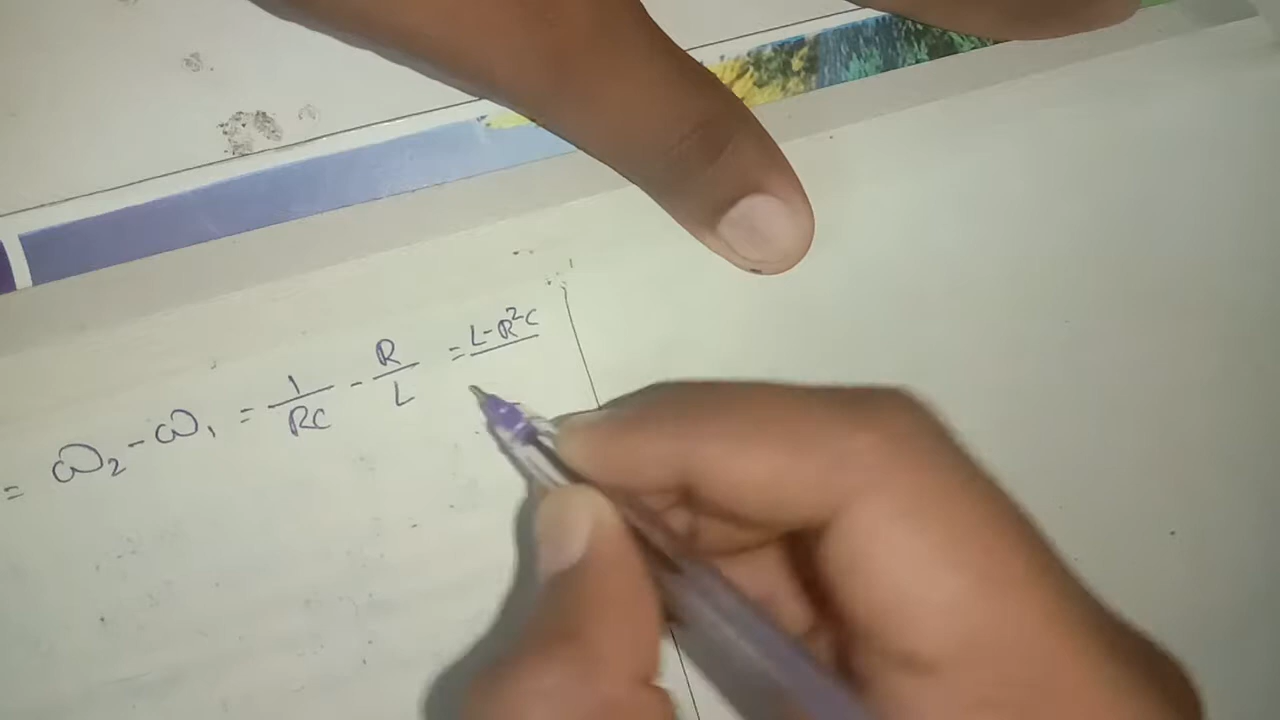 = ω₂ - ω₁ = 1/RC - R/L = L-R²C/